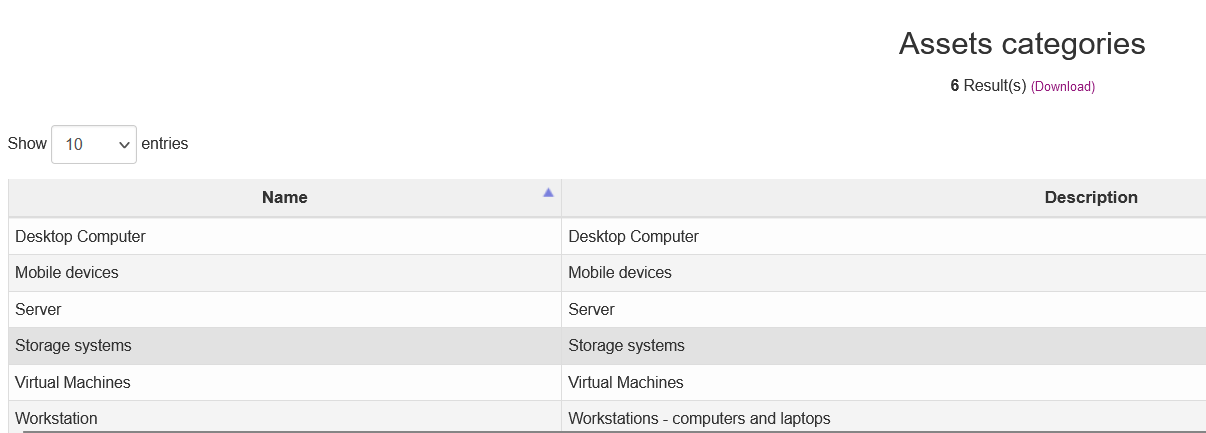 Assets categories
6 Result(s) (Download)
Show 10 entries
Name Description
Desktop Computer Desktop Computer
Mobile devices Mobile devices
Server Server
Storage systems Storage systems
Virtual Machines Virtual Machines
Workstation Workstations - computers and laptops